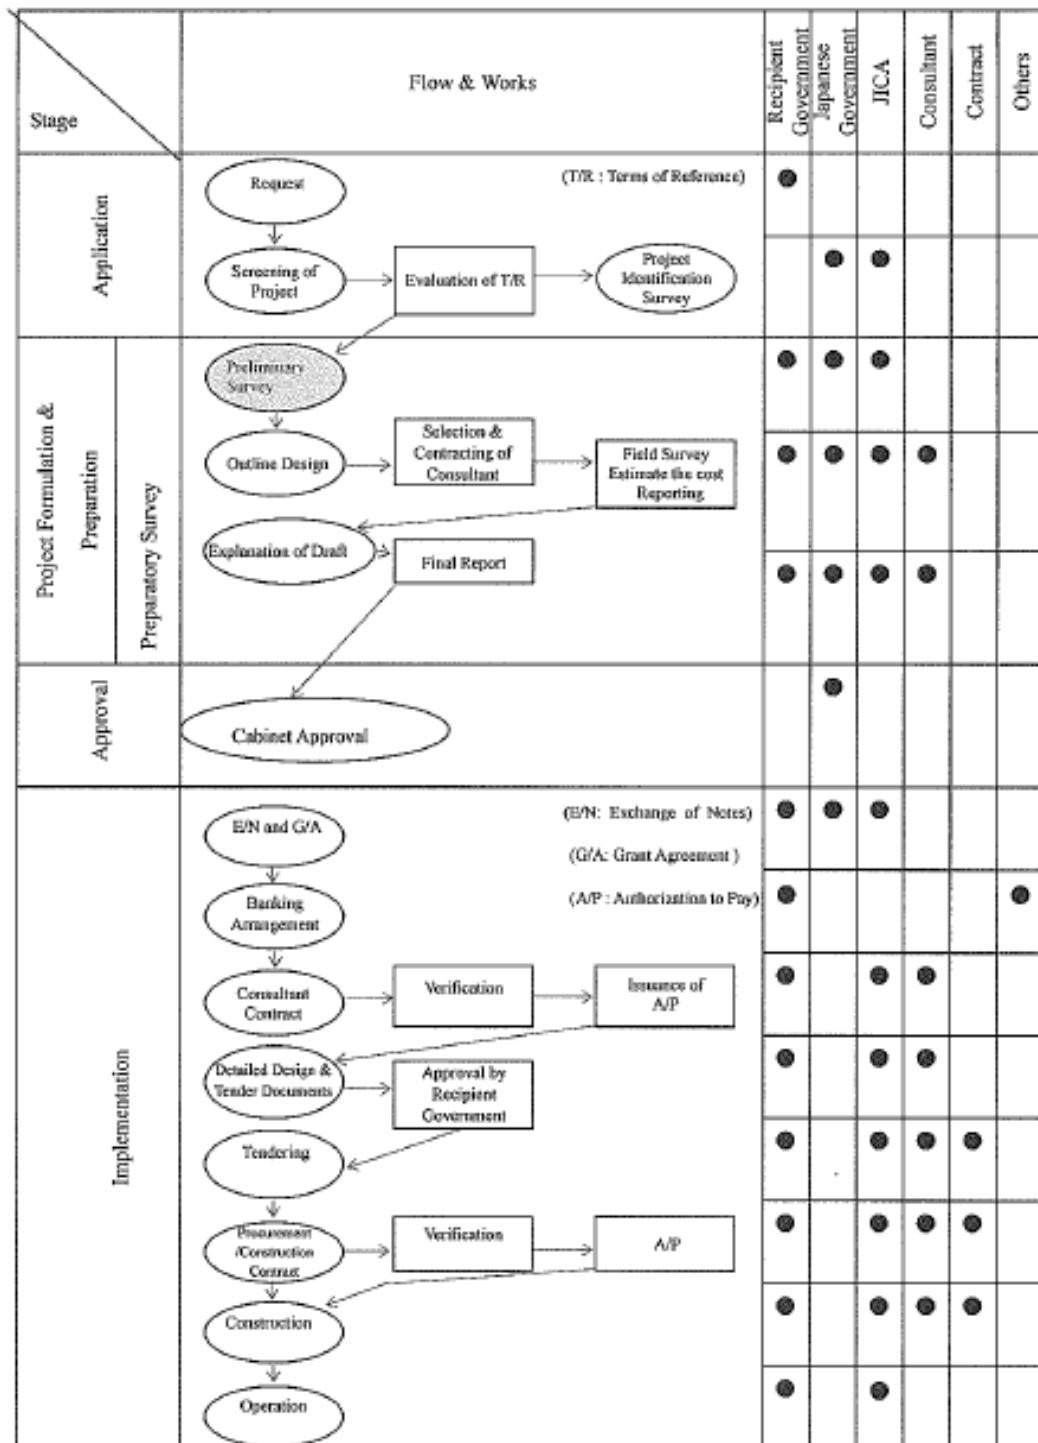 Stage
Flow & Works
Recipient
Government
Japanese
Government
JICA
Consultant
Contract
Others
Application
Request
(T/R : Terms of Reference)
Screening of
Project
Evaluation of T/R
Project
Identification
Survey
Project Formulation &
Preparation
Preparatory Survey
Preliminary
Survey
Outline Design
Selection &
Contracting of
Consultant
Field Survey
Estimate the cost
Reporting
Explanation of Draft
Final Report
Approval
Cabinet Approval
Implementation
E/N and G/A
(E/N: Exchange of Notes)
(G/A: Grant Agreement )
(A/P : Authorization to Pay)
Banking
Arrangement
Consultant
Contract
Verification
Issuance of
A/P
Detailed Design &
Tender Documents
Approval by
Recipient
Government
Tendering
Procurement
/Construction
Contract
Verification
A/P
Construction
Operation